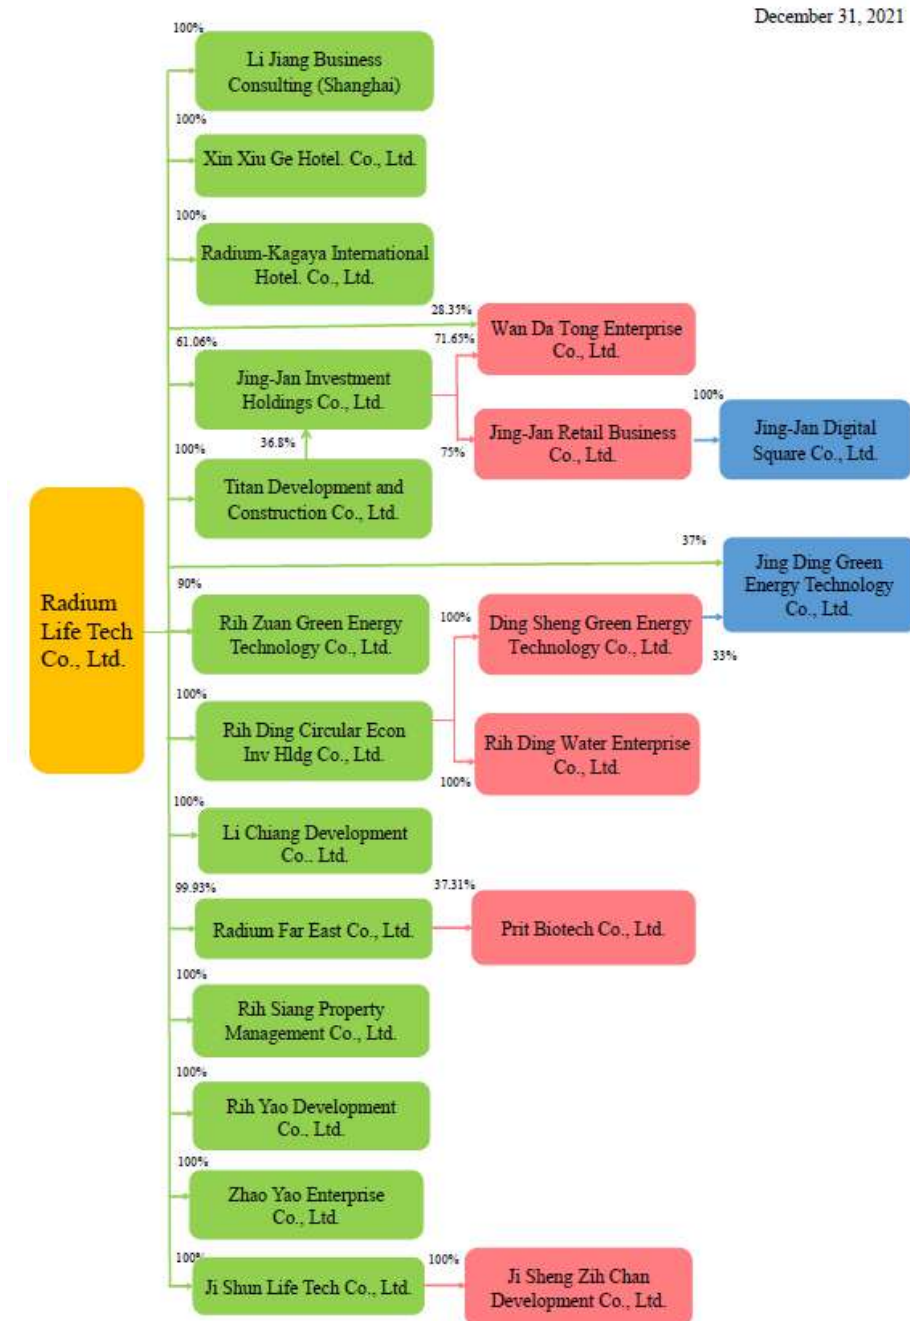 December 31, 2021
100%
Li Jiang Business
Consulting (Shanghai)
100%
Xin Xiu Ge Hotel. Co., Ltd.
100%
Radium-Kagaya International
Hotel. Co., Ltd.
28.35%
Wan Da Tong Enterprise
Co., Ltd.
61.06%
71.65%
Jing-Jan Investment
Holdings Co., Ltd.
100%
Jing-Jan Retail Business
Co., Ltd.
Jing-Jan Digital
Square Co., Ltd.
36.8%
75%
100%
Titan Development and
Construction Co., Ltd.
37%
Jing Ding Green
Energy Technology
Co., Ltd.
Radium
Life Tech
Co., Ltd.
90%
Rih Zuan Green Energy
Technology Co., Ltd.
100%
Ding Sheng Green Energy
Technology Co., Ltd.
33%
100%
Rih Ding Circular Econ
Inv Hldg Co., Ltd.
Rih Ding Water Enterprise
Co., Ltd.
100%
100%
Li Chiang Development
Co.. Ltd.
99.93%
37.31%
Radium Far East Co., Ltd.
Prit Biotech Co., Ltd.
100%
Rih Siang Property
Management Co., Ltd.
100%
Rih Yao Development
Co., Ltd.
100%
Zhao Yao Enterprise
Co., Ltd.
100%
Ji Shun Life Tech Co., Ltd.
100%
Ji Sheng Zih Chan
Development Co., Ltd.